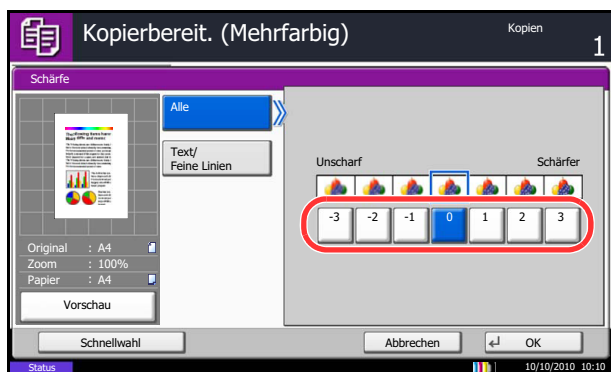 Kopierbereit. (Mehrfarbig)
Kopien
1
Schärfe
Alle
Text/
Feine Linien
Unscharf Schärfer
-3 -2 -1 0 1 2 3
Original : A4
Zoom : 100%
Papier : A4
Vorschau
Schnellwahl
Abbrechen
OK
Status
10/10/2010 10:10